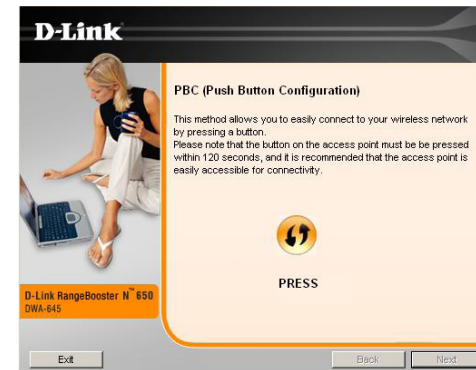 D-Link
PBC (Push Button Configuration)
This method allows you to easily connect to your wireless network
by pressing a button.
Please note that the button on the access point must be be pressed
within 120 seconds, and it is recommended that the access point is
easily accessible for connectivity.
PRESS
D-Link RangeBooster N™ 650
DWA-645
Exit
Back
Next